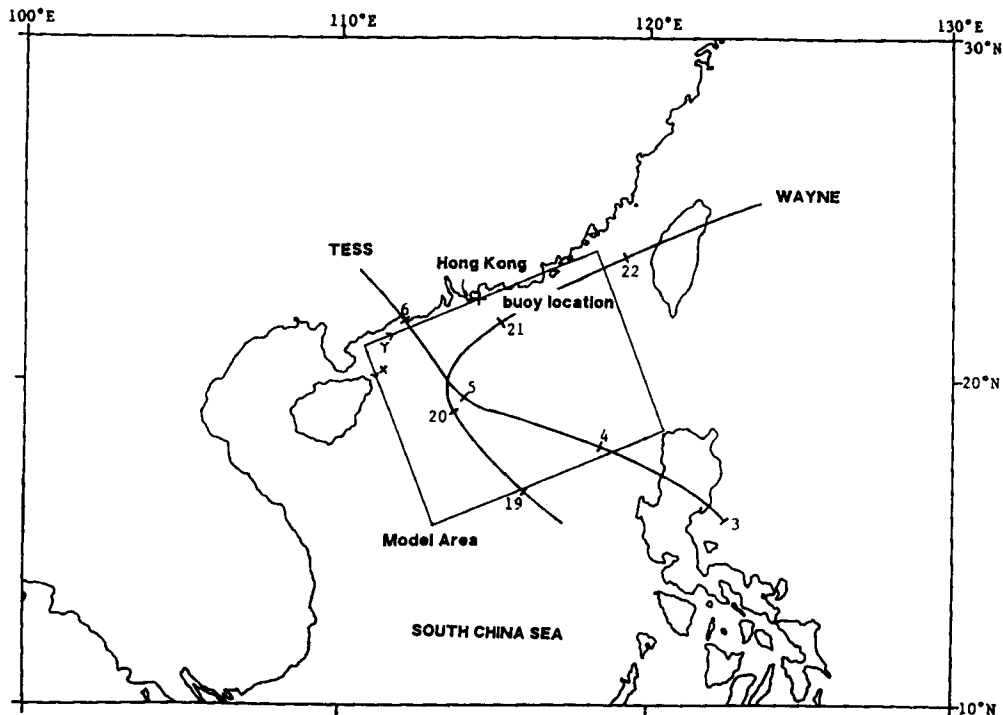 100°E
110°E
120°E
130°E
30°N
WAYNE
TESS
Hong Kong
22
buoy location
6
21
Y
X
20°N
5
20
4
19
3
Model Area
SOUTH CHINA SEA
10°N